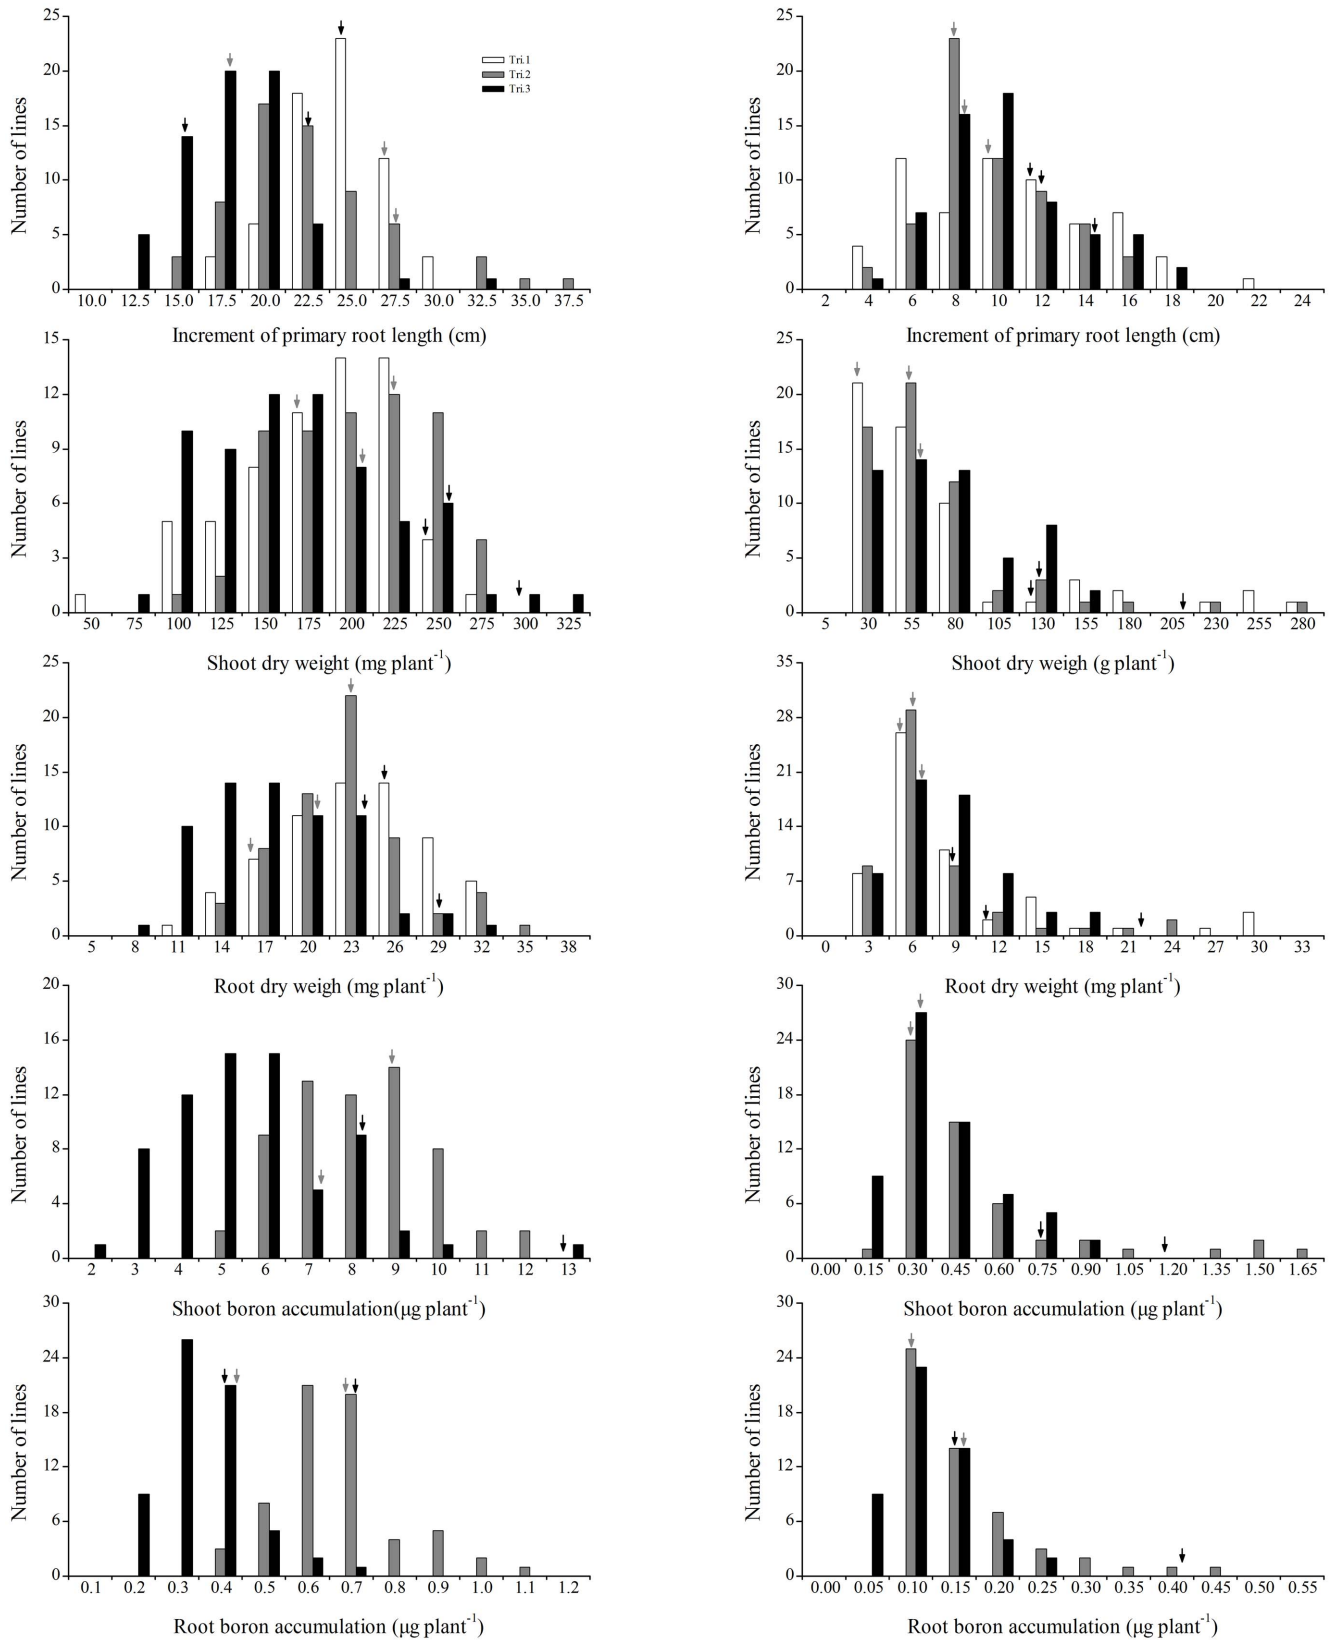 25
20
15
10
5
0
Number of lines
Tri.1
Tri.2
Tri.3
10.0 12.5 15.0 17.5 20.0 22.5 25.0 27.5 30.0 32.5 35.0 37.5
Increment of primary root length (cm)
25
20
15
10
5
0
Number of lines
2 4 6 8 10 12 14 16 18 20 22 24
Increment of primary root length (cm)
15
12
9
6
3
0
Number of lines
50 75 100 125 150 175 200 225 250 275 300 325
Shoot dry weight (mg plant-1)
25
20
15
10
5
0
Number of lines
5 30 55 80 105 130 155 180 205 230 255 280
Shoot dry weigh (g plant-1)
25
20
15
10
5
0
Number of lines
5 8 11 14 17 20 23 26 29 32 35 38
Root dry weigh (mg plant-1)
35
28
21
14
7
0
Number of lines
0 3 6 9 12 15 18 21 24 27 30 33
Root dry weight (mg plant-1)
20
16
12
8
4
0
Number of lines
2 3 4 5 6 7 8 9 10 11 12 13
Shoot boron accumulation(μg plant-1)
30
24
18
12
6
0
Number of lines
0.00 0.15 0.30 0.45 0.60 0.75 0.90 1.05 1.20 1.35 1.50 1.65
Shoot boron accumulation (μg plant-1)
30
24
18
12
6
0
Number of lines
0.1 0.2 0.3 0.4 0.5 0.6 0.7 0.8 0.9 1.0 1.1 1.2
Root boron accumulation (μg plant-1)
30
24
18
12
6
0
Number of lines
0.00 0.05 0.10 0.15 0.20 0.25 0.30 0.35 0.40 0.45 0.50 0.55
Root boron accumulation (μg plant-1)